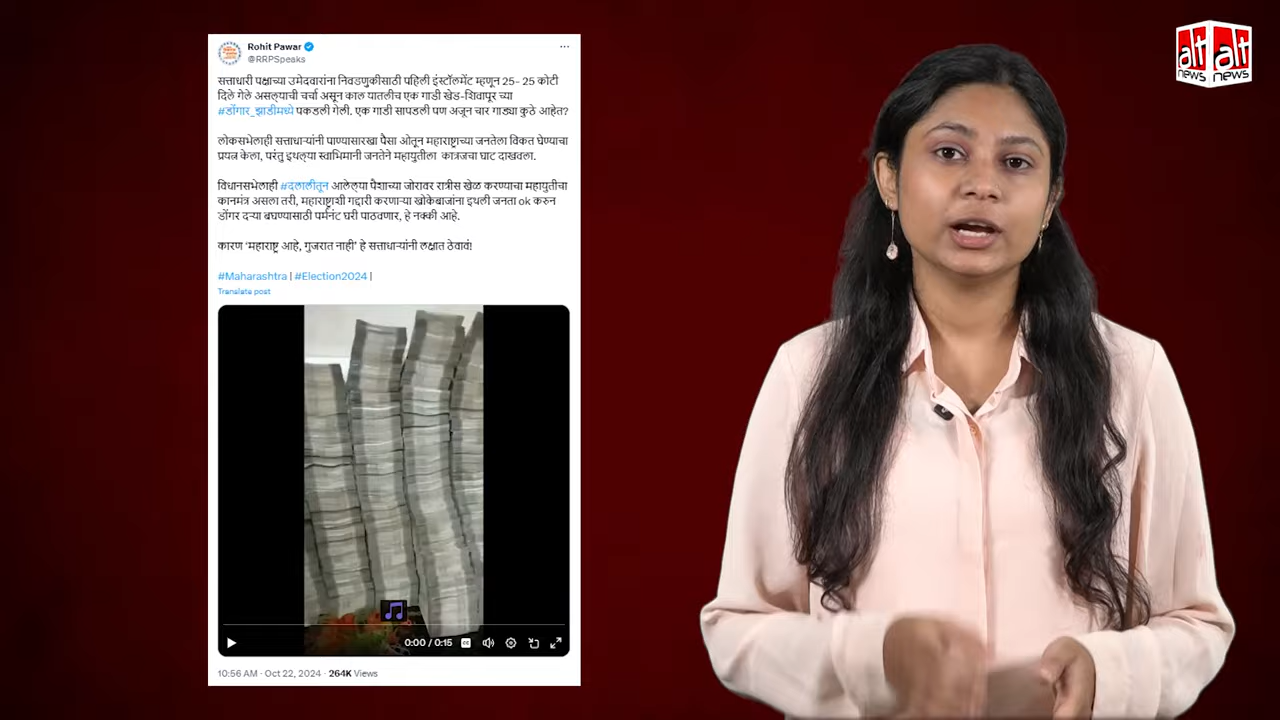 Rohit Pawar
@RRPSpeaks
सत्ताधारी पक्षाच्या उमेदवारांना निवडणुकीसाठी पहिली इंस्टॉलमेंट म्हणून 25- 25 कोटी
दिले गेले असल्याची चर्चा असून काल यातलीच एक गाडी खेड-शिवापूर च्या
#डोंगार_झाडीमध्ये पकडली गेली. एक गाडी सापडली पण अजून चार गाड्या कुठे आहेत?
लोकसभेलाही सत्ताधाऱ्यांनी पाण्यासारखा पैसा ओतून महाराष्ट्राच्या जनतेला विकत घेण्याचा
प्रयत्न केला, परंतु इथल्या स्वाभिमानी जनतेने महायुतीला कात्रजचा घाट दाखवला.
विधानसभेलाही #दलालीतून आलेल्या पैशाच्या जोरावर रात्रीस खेळ करण्याचा महायुतीचा
कानमंत्र असला तरी, महाराष्ट्राशी गद्दारी करणाऱ्या खोकेबाजांना इथली जनता ok करुन
डोंगर दऱ्या बघण्यासाठी पर्मनंट घरी पाठवणार, हे नक्की आहे.
कारण 'महाराष्ट्र आहे, गुजरात नाही' हे सत्ताधाऱ्यांनी लक्षात ठेवावं!
#Maharashtra | #Election2024 |
Translate post
0:00 / 0:15
10:56 AM · Oct 22, 2024 · 264K Views
alt alt
news news